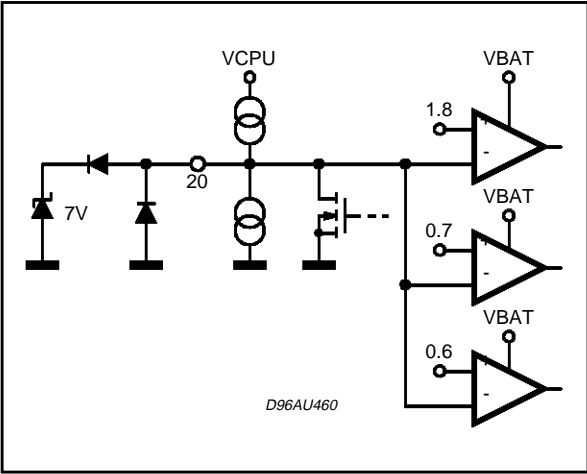 VCPU
VBAT
1.8
+
-
20
7V
VBAT
0.7
+
-
VBAT
0.6
+
-
D96AU460